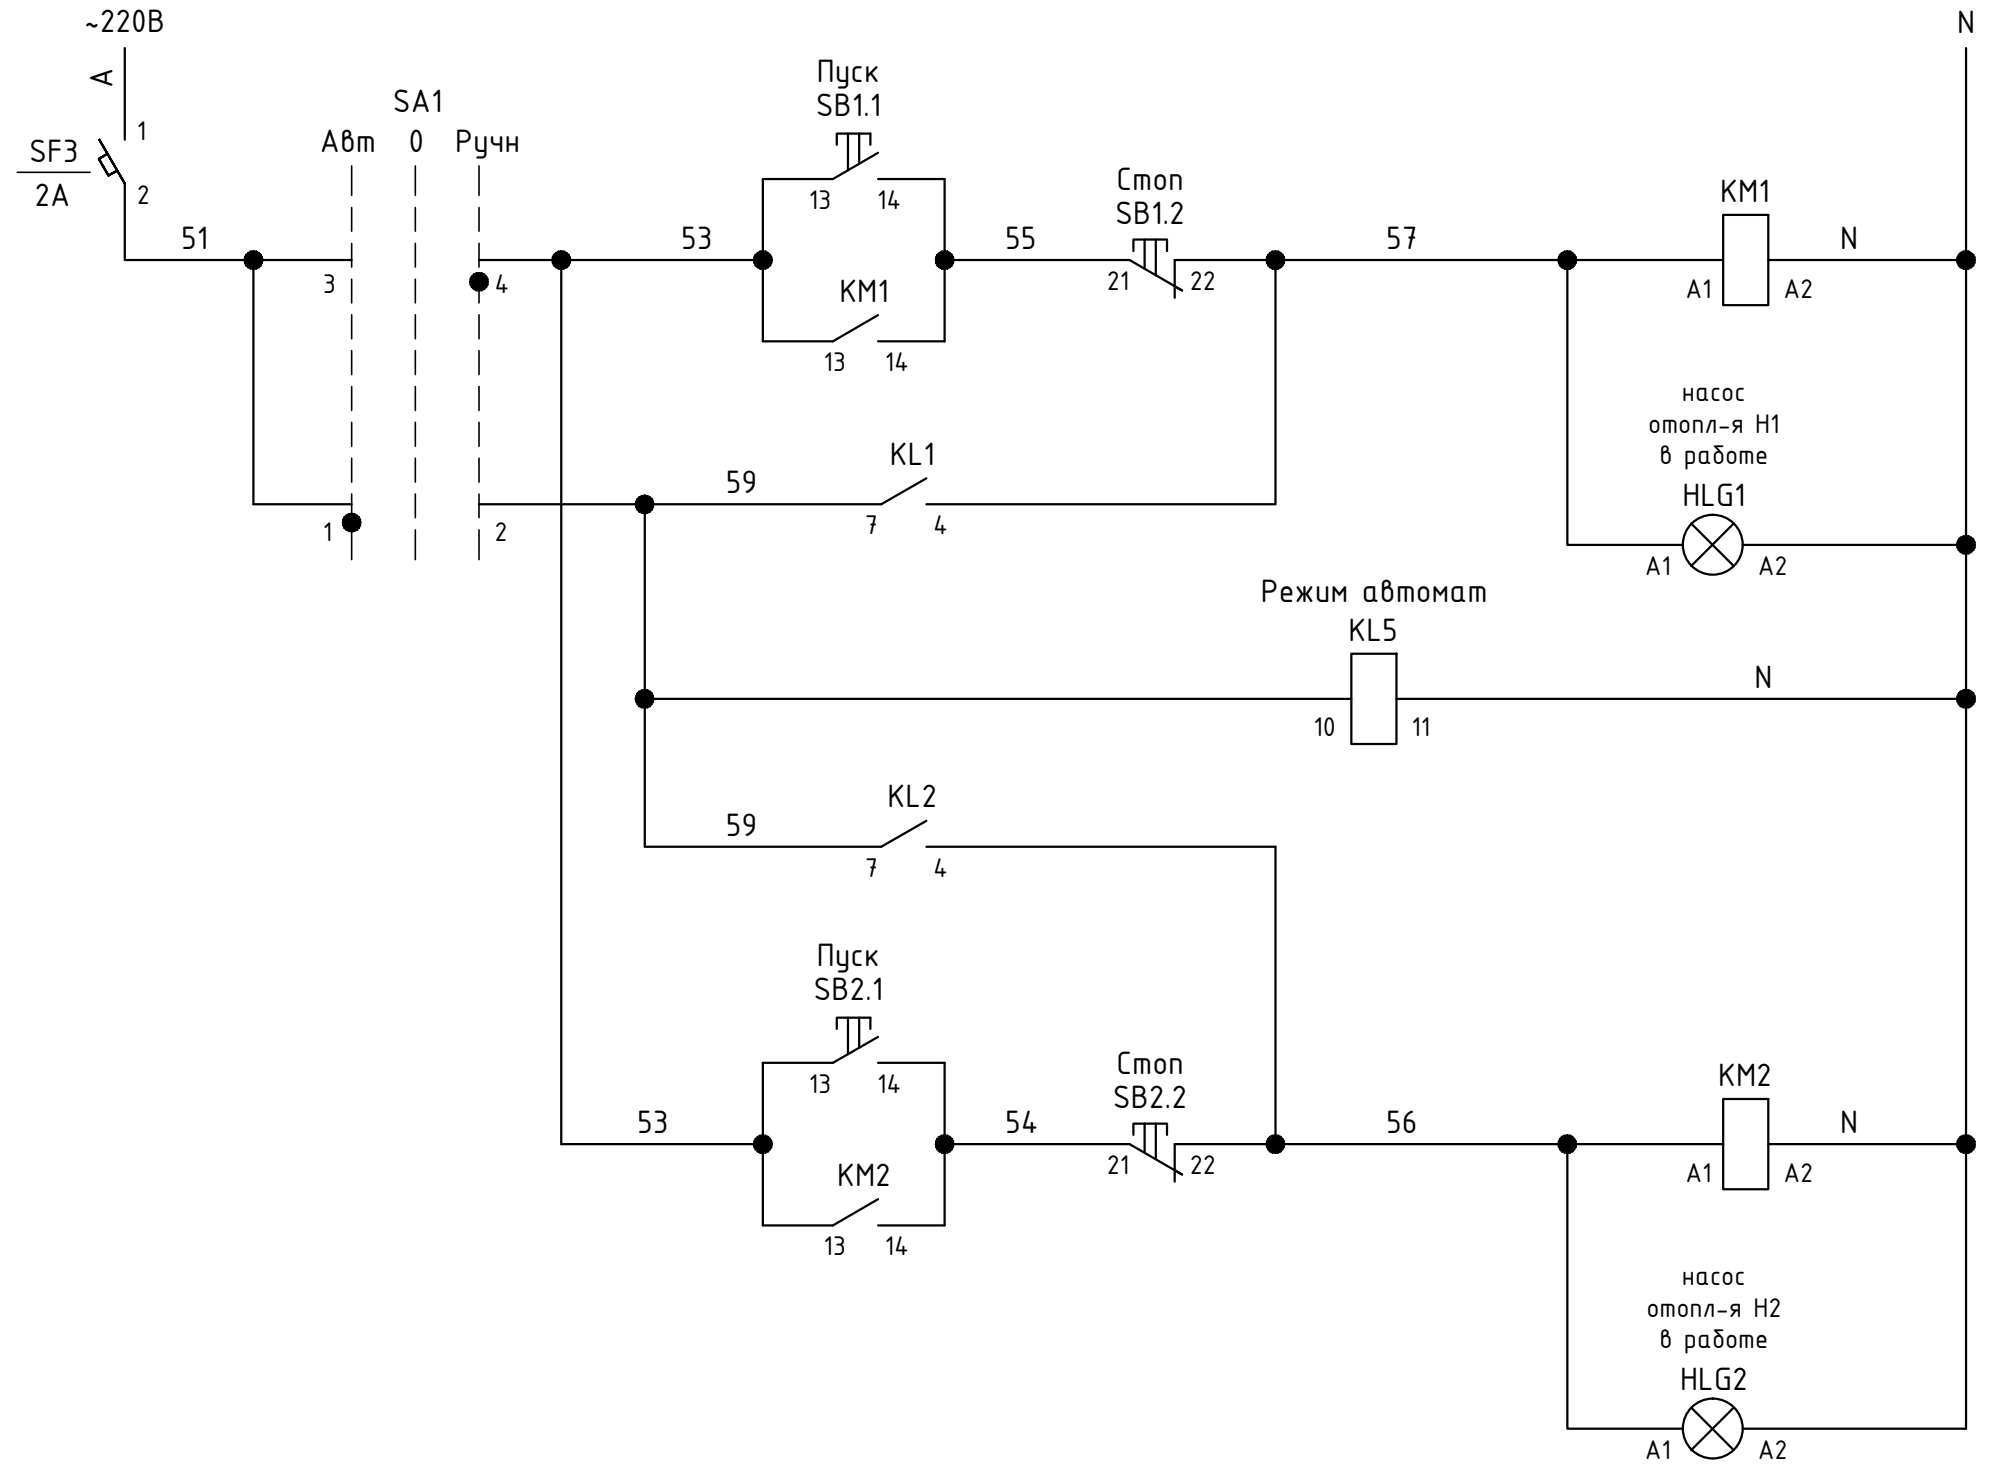 ~220В
N
A
1
SF3
2А
2
SA1
Авт 0 Ручн
51
3
4
1
2
53
Пуск
SB1.1
13 14
KM1
13 14
55
Стоп
SB1.2
21 22
57
KM1
A1 A2
N
насос
отопл-я Н1
в работе
HLG1
A1 A2
59
KL1
7 4
Режим автомат
KL5
10 11
N
59
KL2
7 4
53
Пуск
SB2.1
13 14
KM2
13 14
54
Стоп
SB2.2
21 22
56
KM2
A1 A2
N
насос
отопл-я Н2
в работе
HLG2
A1 A2